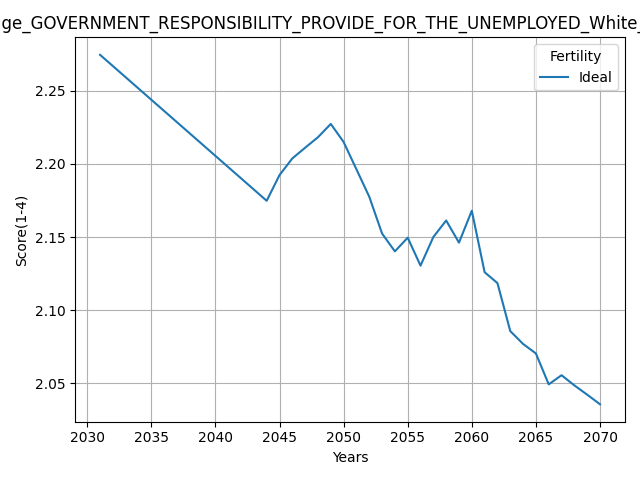 ge_GOVERNMENT_RESPONSIBILITY_PROVIDE_FOR_THE_UNEMPLOYED_White_
Fertility
Ideal
2.25
2.20
2.15
2.10
2.05
Score(1-4)
2030 2035 2040 2045 2050 2055 2060 2065 2070
Years